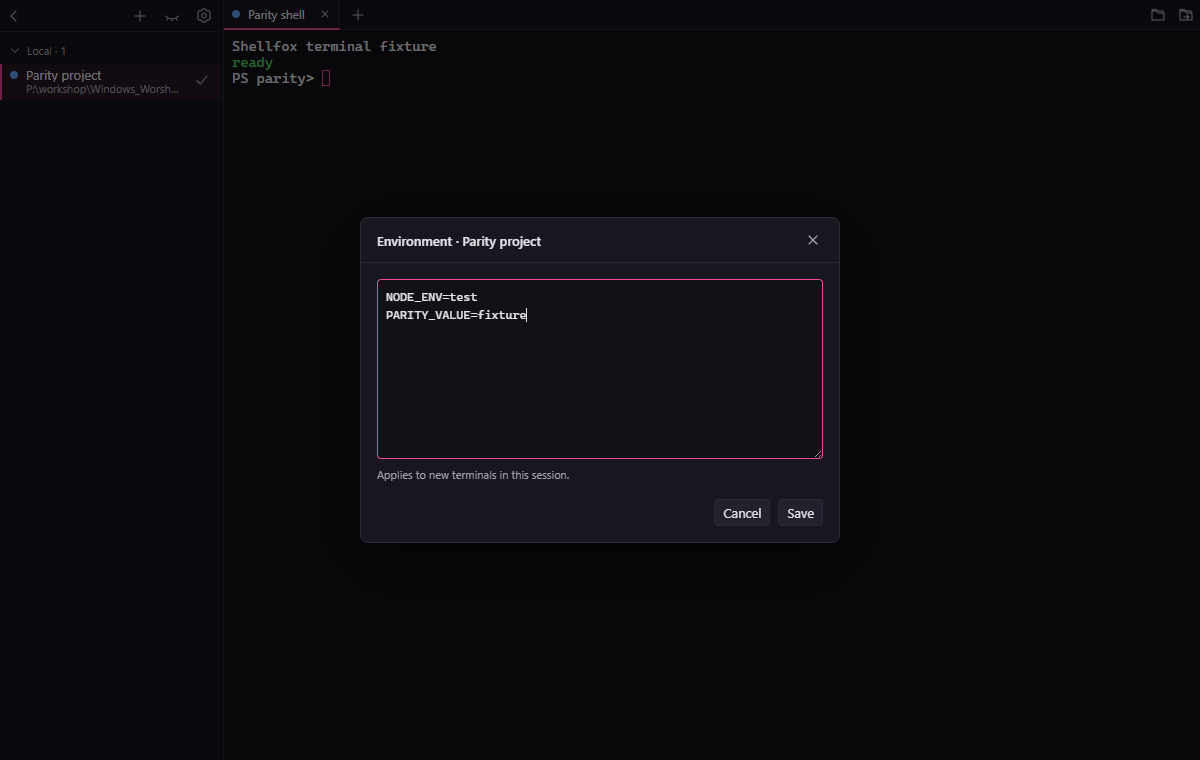 Parity shell
Local · 1
Parity project
P:\workshop\Windows_Worsh...
Shellfox terminal fixture
ready
PS parity>
Environment · Parity project
NODE_ENV=test
PARITY_VALUE=fixture
Applies to new terminals in this session.
Cancel
Save